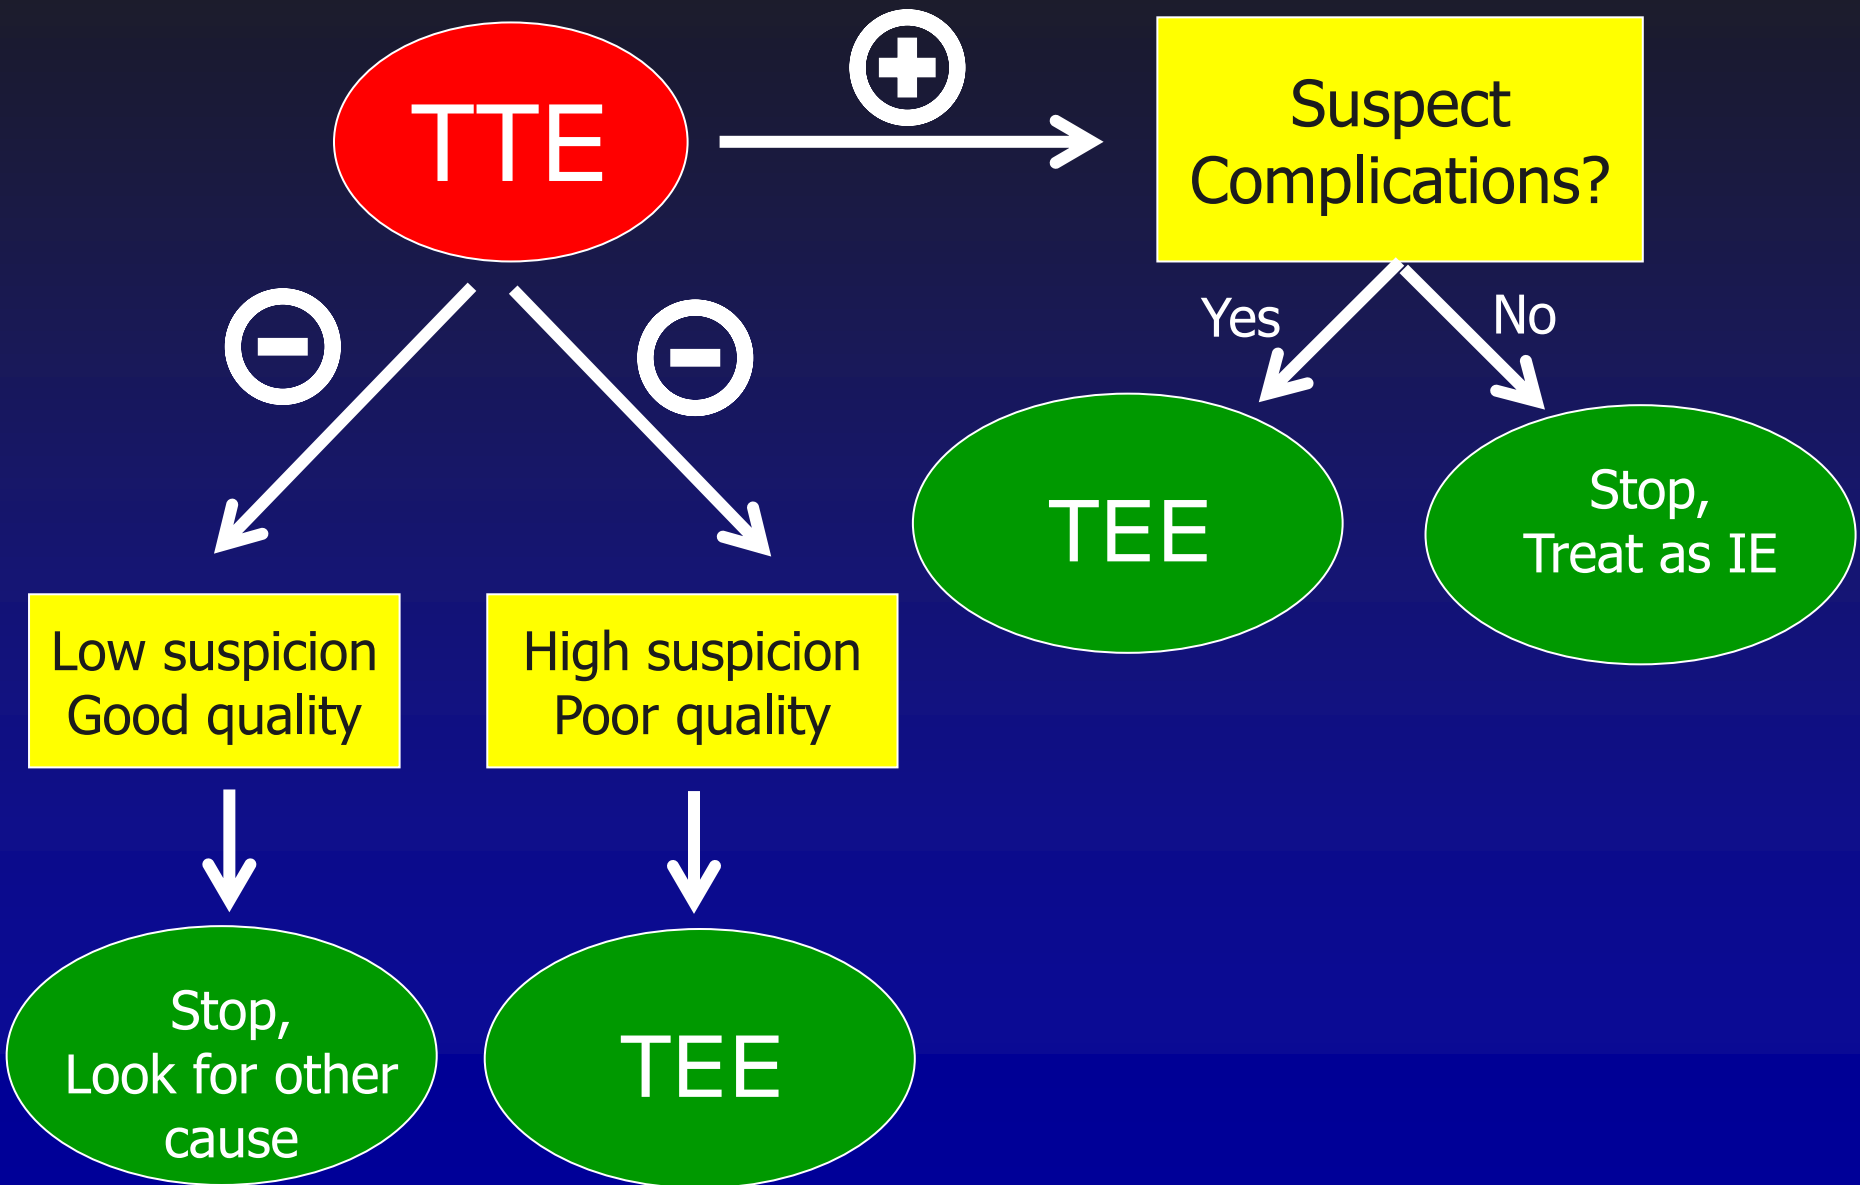 TTE
Suspect
Complications?
Yes
No
TEE
Stop,
Treat as IE
Low suspicion
Good quality
High suspicion
Poor quality
Stop,
Look for other
cause
TEE